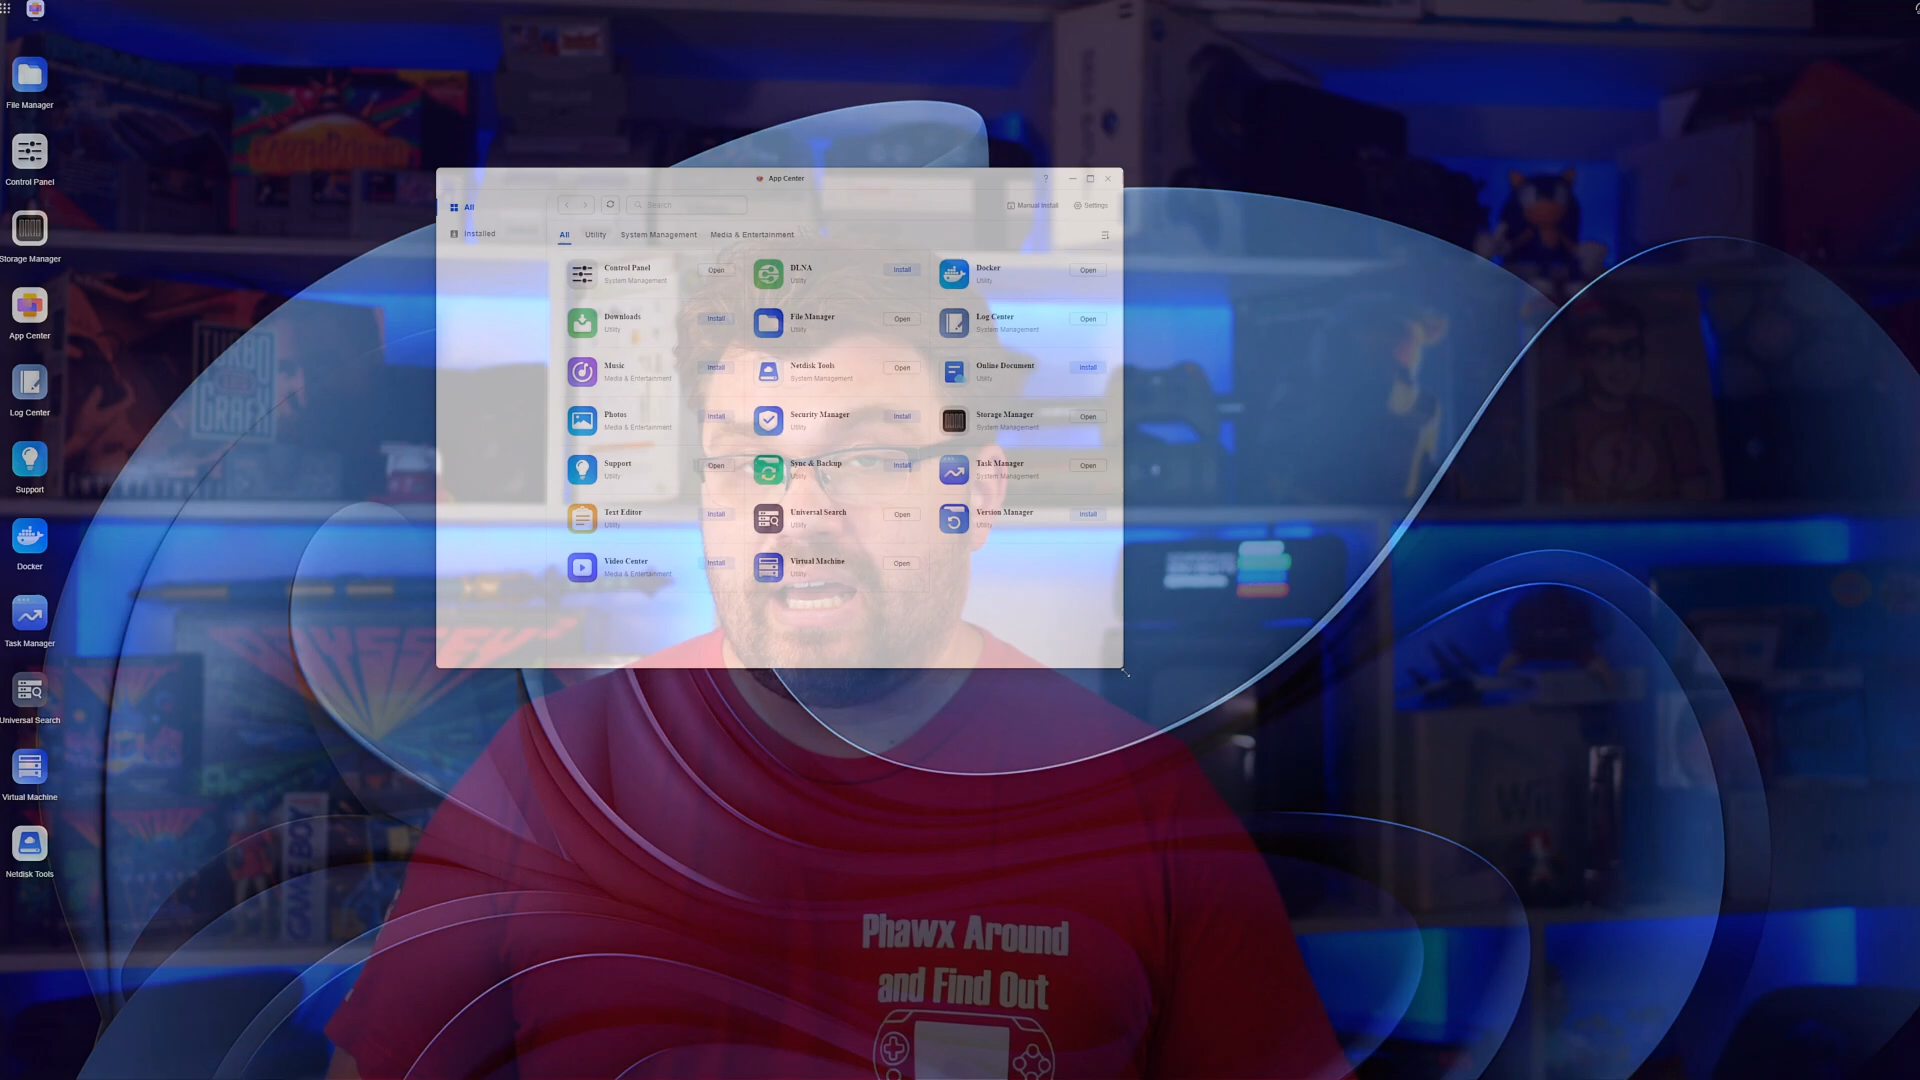 File Manager
Control Panel
Storage Manager
App Center
Log Center
Support
Docker
Task Manager
Universal Search
Virtual Machine
Netdisk Tools
App Center
?
All
Installed
Search
Manual Install
Settings
All
Utility
System Management
Media & Entertainment
Control Panel
System Management
Open
DLNA
Utility
Install
Docker
Utility
Open
Downloads
Utility
Install
File Manager
Utility
Open
Log Center
System Management
Open
Music
Media & Entertainment
Install
Netdisk Tools
System Management
Open
Online Document
Utility
Install
Photos
Media & Entertainment
Install
Security Manager
Utility
Install
Storage Manager
System Management
Open
Support
Utility
Open
Sync & Backup
Utility
Install
Task Manager
System Management
Open
Text Editor
Utility
Install
Universal Search
Utility
Open
Version Manager
Utility
Install
Video Center
Media & Entertainment
Install
Virtual Machine
Utility
Open
TURBO
GRAFX
ODYSSEY
GAME BOY
Wii
Phawx Around
and Find Out